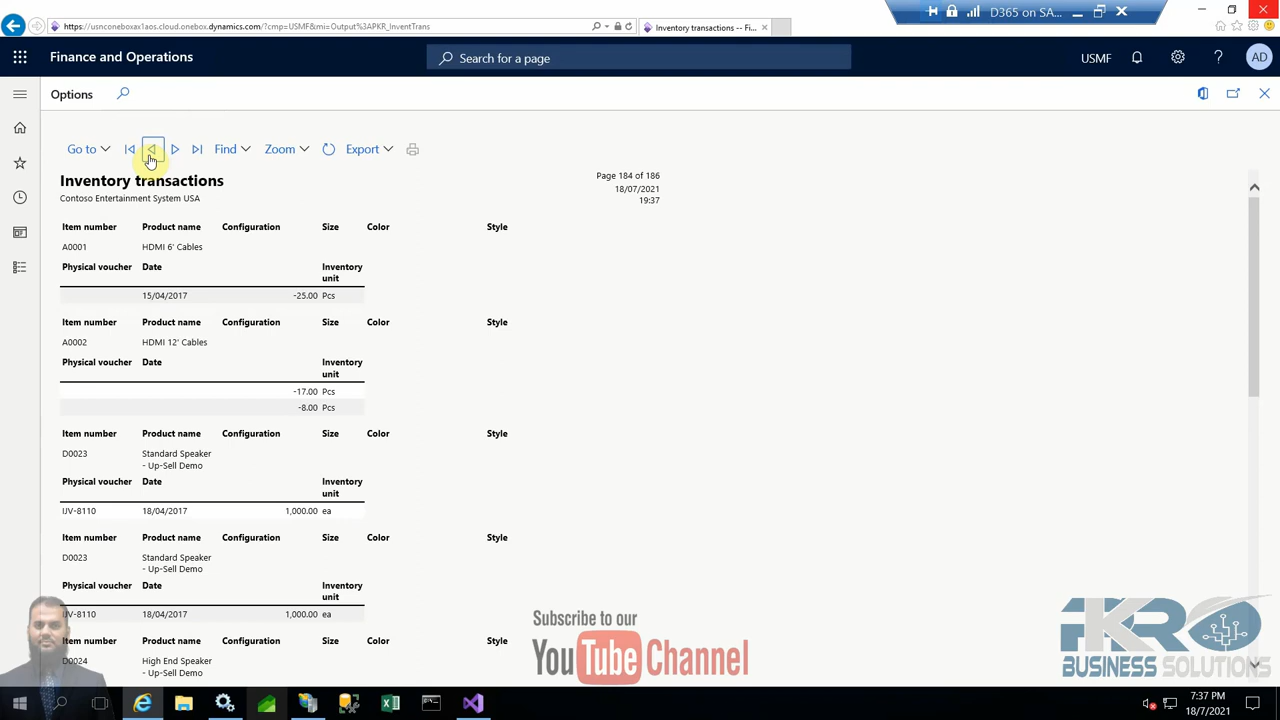 https://usnconeboxax1aos.cloud.onebox.dynamics.com/?cmp=USMF&mi=Output%3APKR_InventTrans
Inventory transactions -- Fi...
D365 on SA...
Finance and Operations
Search for a page
USMF
AD
Options
Go to
Find
Zoom
Export
Inventory transactions
Page 184 of 186
Contoso Entertainment System USA
18/07/2021
19:37
Item number Product name Configuration Size Color Style
A0001 HDMI 6' Cables
Physical voucher Date Inventory
unit
15/04/2017 -25.00 Pcs
Item number Product name Configuration Size Color Style
A0002 HDMI 12' Cables
Physical voucher Date Inventory
unit
-17.00 Pcs
-8.00 Pcs
Item number Product name Configuration Size Color Style
D0023 Standard Speaker
- Up-Sell Demo
Physical voucher Date Inventory
unit
IJV-8110 18/04/2017 1,000.00 ea
Item number Product name Configuration Size Color Style
D0023 Standard Speaker
- Up-Sell Demo
Physical voucher Date Inventory
unit
IJV-8110 18/04/2017 1,000.00 ea
Item number Product name Configuration Size Color Style
D0024 High End Speaker
- Up-Sell Demo
Subscribe to our
YouTube Channel
PKR
BUSINESS SOLUTIONS
7:37 PM
18/7/2021